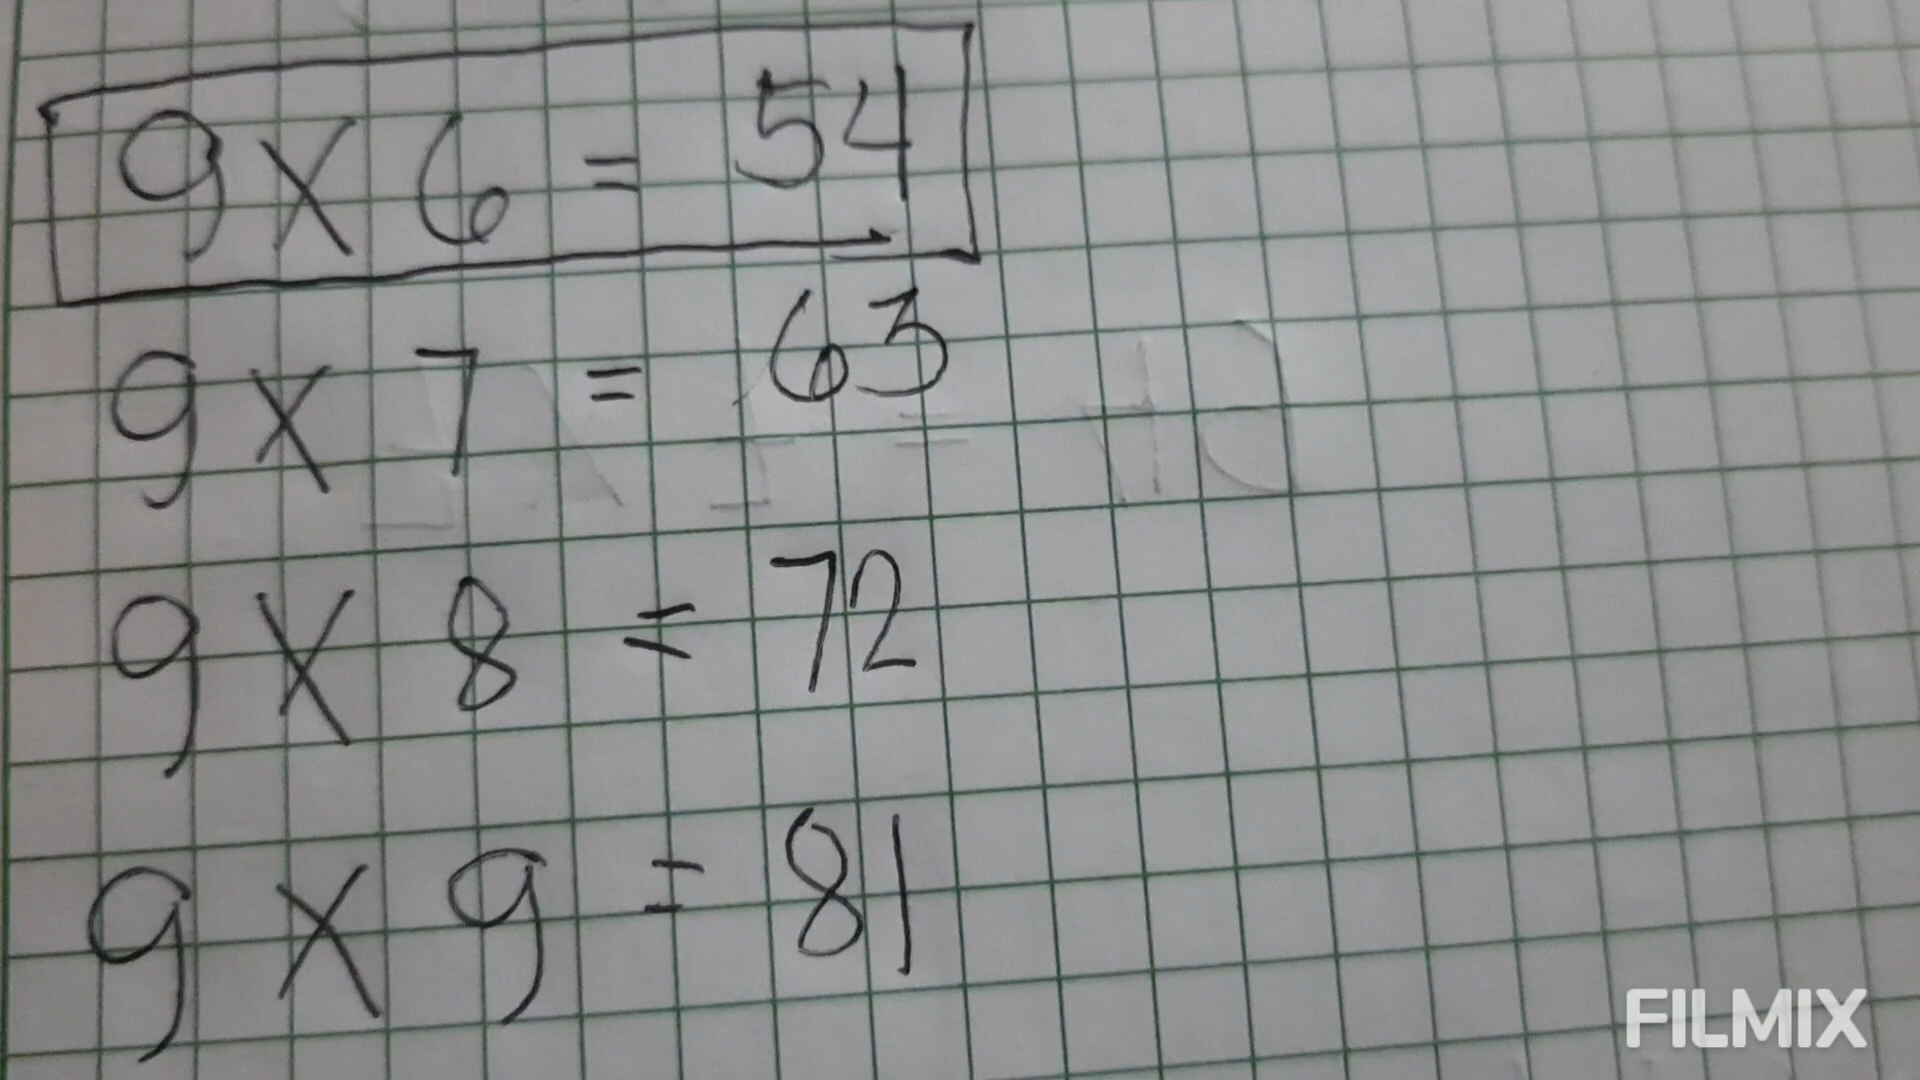 9 X 6 = 54
9 X 7 = 63
9 X 8 = 72
9 X 9 = 81
FILMIX